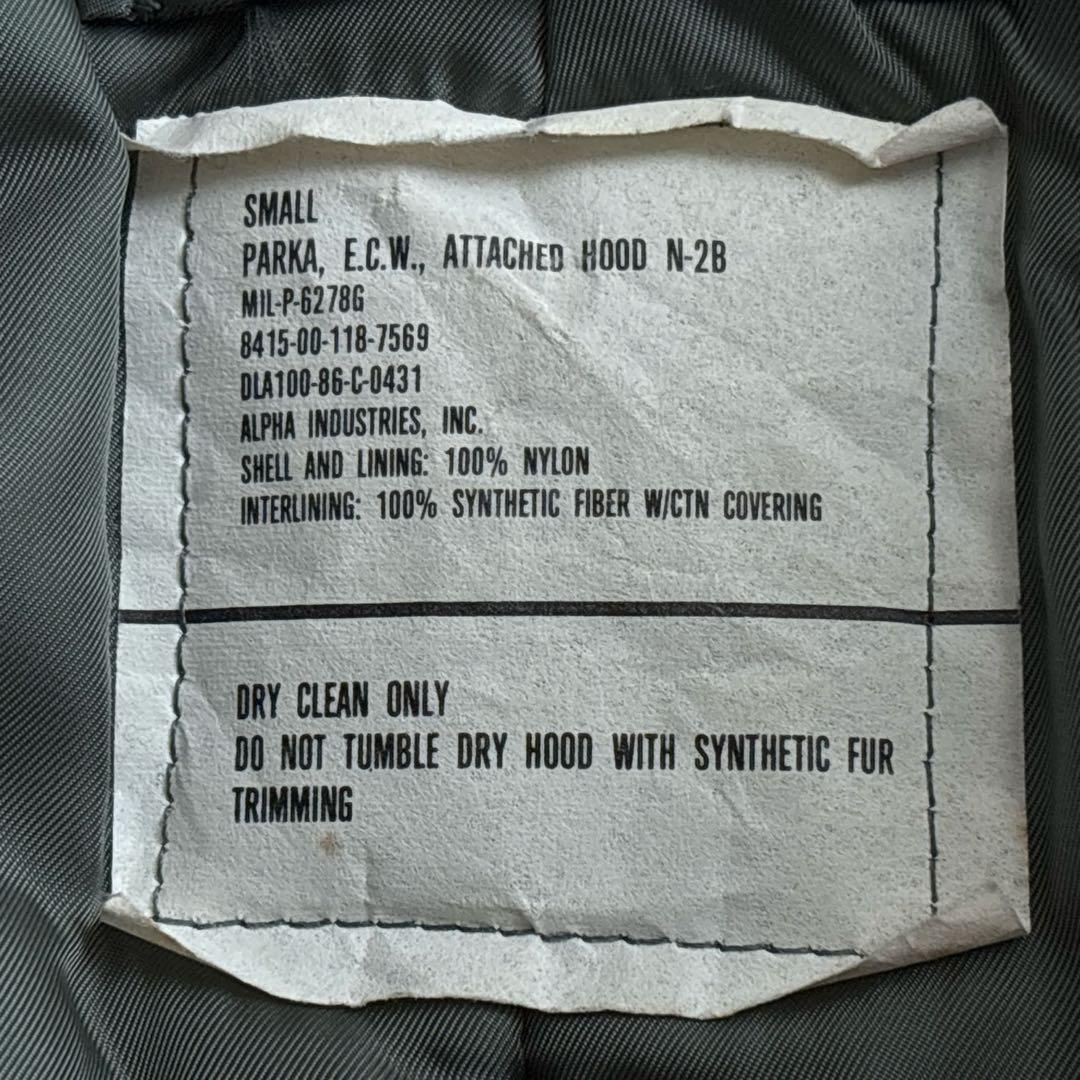 SMALL
PARKA, E.C.W., ATTACHED HOOD N-2B
MIL-P-6278G
8415-00-118-7569
DLA100-86-C-0431
ALPHA INDUSTRIES, INC.
SHELL AND LINING: 100% NYLON
INTERLINING: 100% SYNTHETIC FIBER W/CTN COVERING
DRY CLEAN ONLY
DO NOT TUMBLE DRY HOOD WITH SYNTHETIC FUR
TRIMMING